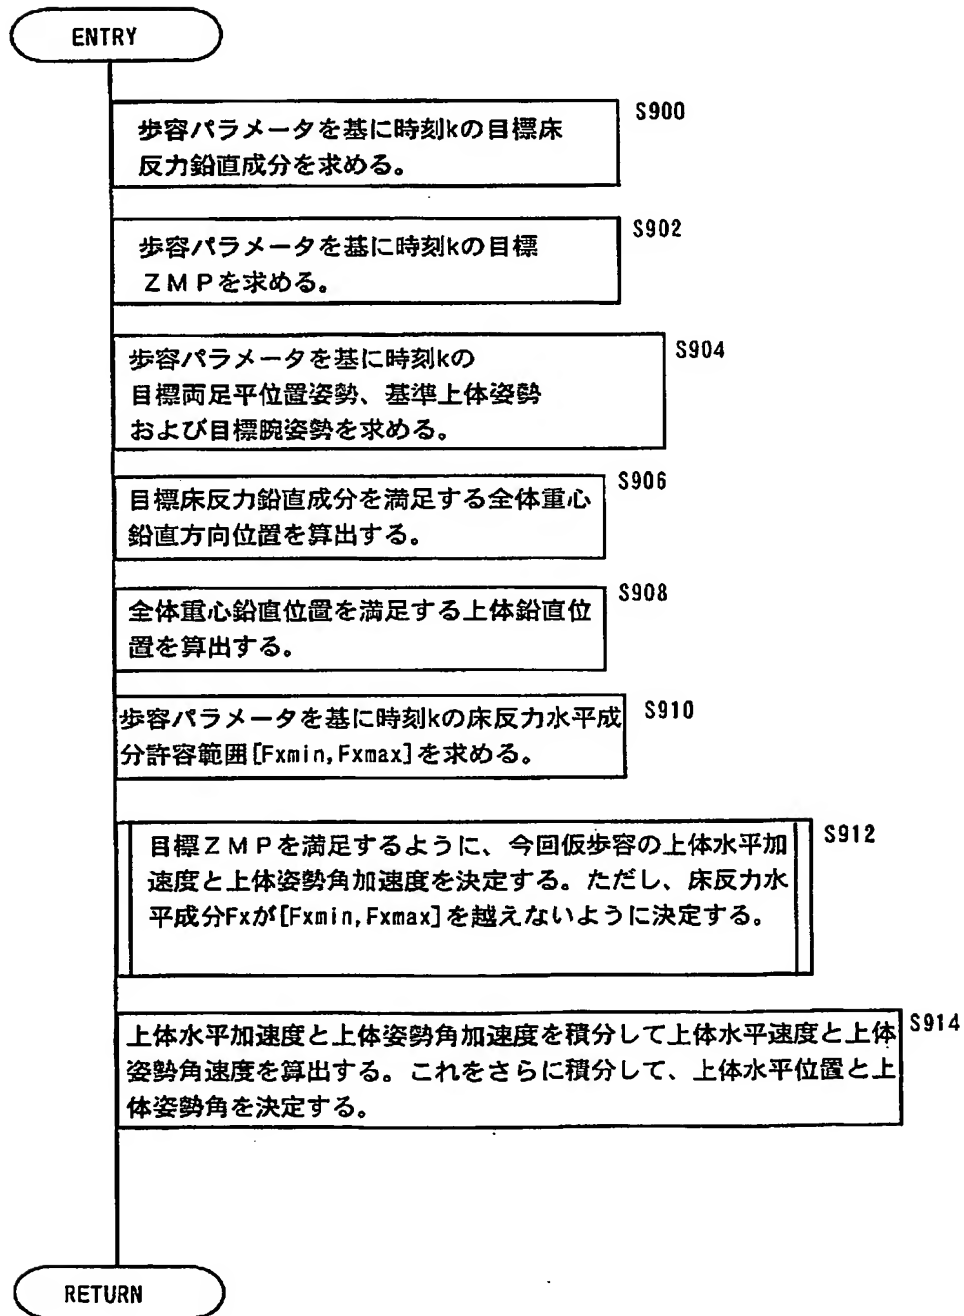 ENTRY
S900
歩容パラメータを基に時刻kの目標床
反力鉛直成分を求める。
S902
歩容パラメータを基に時刻kの目標
ＺＭＰを求める。
S904
歩容パラメータを基に時刻kの
目標両足平位置姿勢、基準上体姿勢
および目標腕姿勢を求める。
S906
目標床反力鉛直成分を満足する全体重心
鉛直方向位置を算出する。
S908
全体重心鉛直位置を満足する上体鉛直位
置を算出する。
S910
歩容パラメータを基に時刻kの床反力水平成
分許容範囲[Fxmin,Fxmax]を求める。
S912
目標ＺＭＰを満足するように、今回仮歩容の上体水平加
速度と上体姿勢角加速度を決定する。ただし、床反力水
平成分Fxが[Fxmin,Fxmax]を越えないように決定する。
S914
上体水平加速度と上体姿勢角加速度を積分して上体水平速度と上体
姿勢角速度を算出する。これをさらに積分して、上体水平位置と上
体姿勢角を決定する。
RETURN